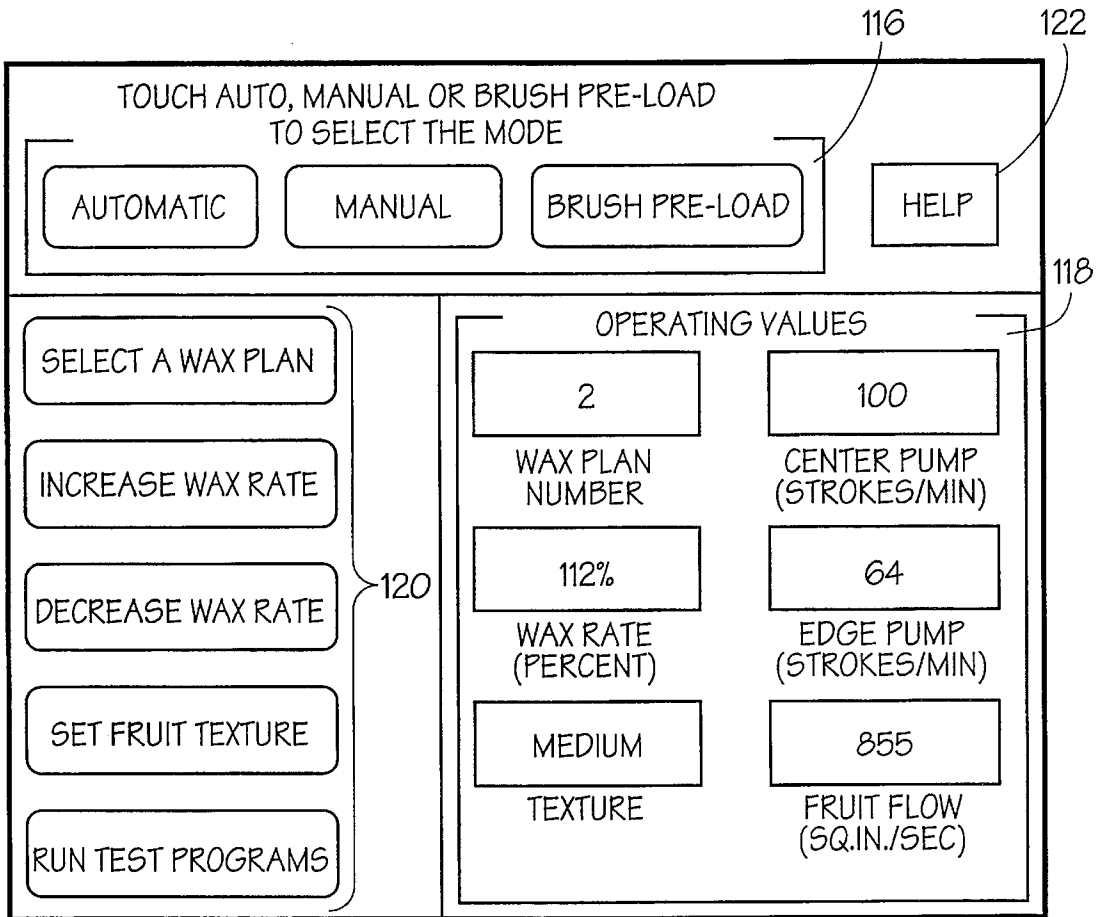 116
122
TOUCH AUTO, MANUAL OR BRUSH PRE-LOAD
TO SELECT THE MODE
AUTOMATIC
MANUAL
BRUSH PRE-LOAD
HELP
118
SELECT A WAX PLAN
INCREASE WAX RATE
DECREASE WAX RATE
SET FRUIT TEXTURE
RUN TEST PROGRAMS
120
OPERATING VALUES
2
WAX PLAN
NUMBER
100
CENTER PUMP
(STROKES/MIN)
112%
WAX RATE
(PERCENT)
64
EDGE PUMP
(STROKES/MIN)
MEDIUM
TEXTURE
855
FRUIT FLOW
(SQ.IN./SEC)